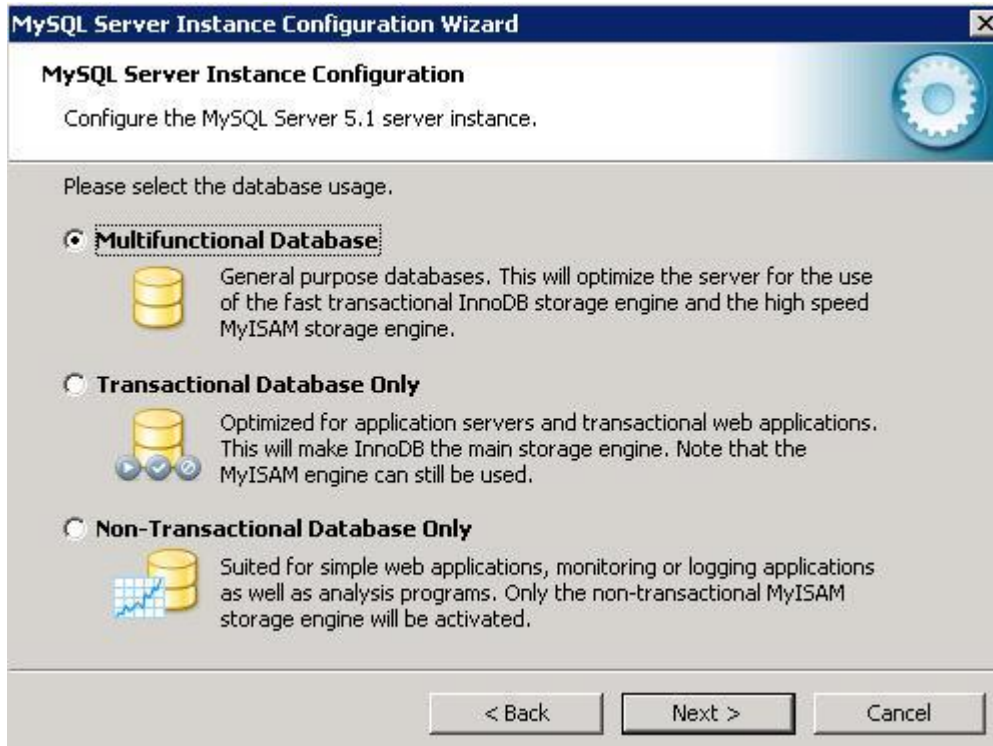 MySQL Server Instance Configuration Wizard
MySQL Server Instance Configuration
Configure the MySQL Server 5.1 server instance.
Please select the database usage.
Multifunctional Database
General purpose databases. This will optimize the server for the use
of the fast transactional InnoDB storage engine and the high speed
MyISAM storage engine.
Transactional Database Only
Optimized for application servers and transactional web applications.
This will make InnoDB the main storage engine. Note that the
MyISAM engine can still be used.
Non-Transactional Database Only
Suited for simple web applications, monitoring or logging applications
as well as analysis programs. Only the non-transactional MyISAM
storage engine will be activated.
< Back Next > Cancel